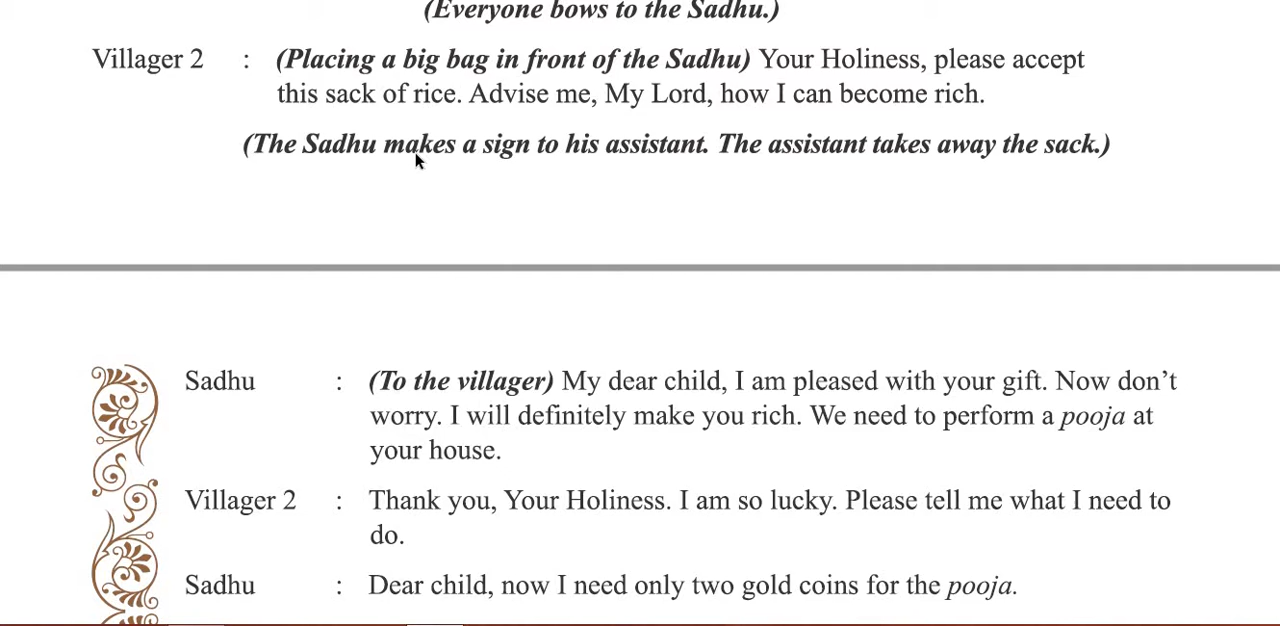 (Everyone bows to the Sadhu.)
Villager 2 : (Placing a big bag in front of the Sadhu) Your Holiness, please accept
this sack of rice. Advise me, My Lord, how I can become rich.
(The Sadhu makes a sign to his assistant. The assistant takes away the sack.)
Sadhu : (To the villager) My dear child, I am pleased with your gift. Now don’t
worry. I will definitely make you rich. We need to perform a pooja at
your house.
Villager 2 : Thank you, Your Holiness. I am so lucky. Please tell me what I need to
do.
Sadhu : Dear child, now I need only two gold coins for the pooja.